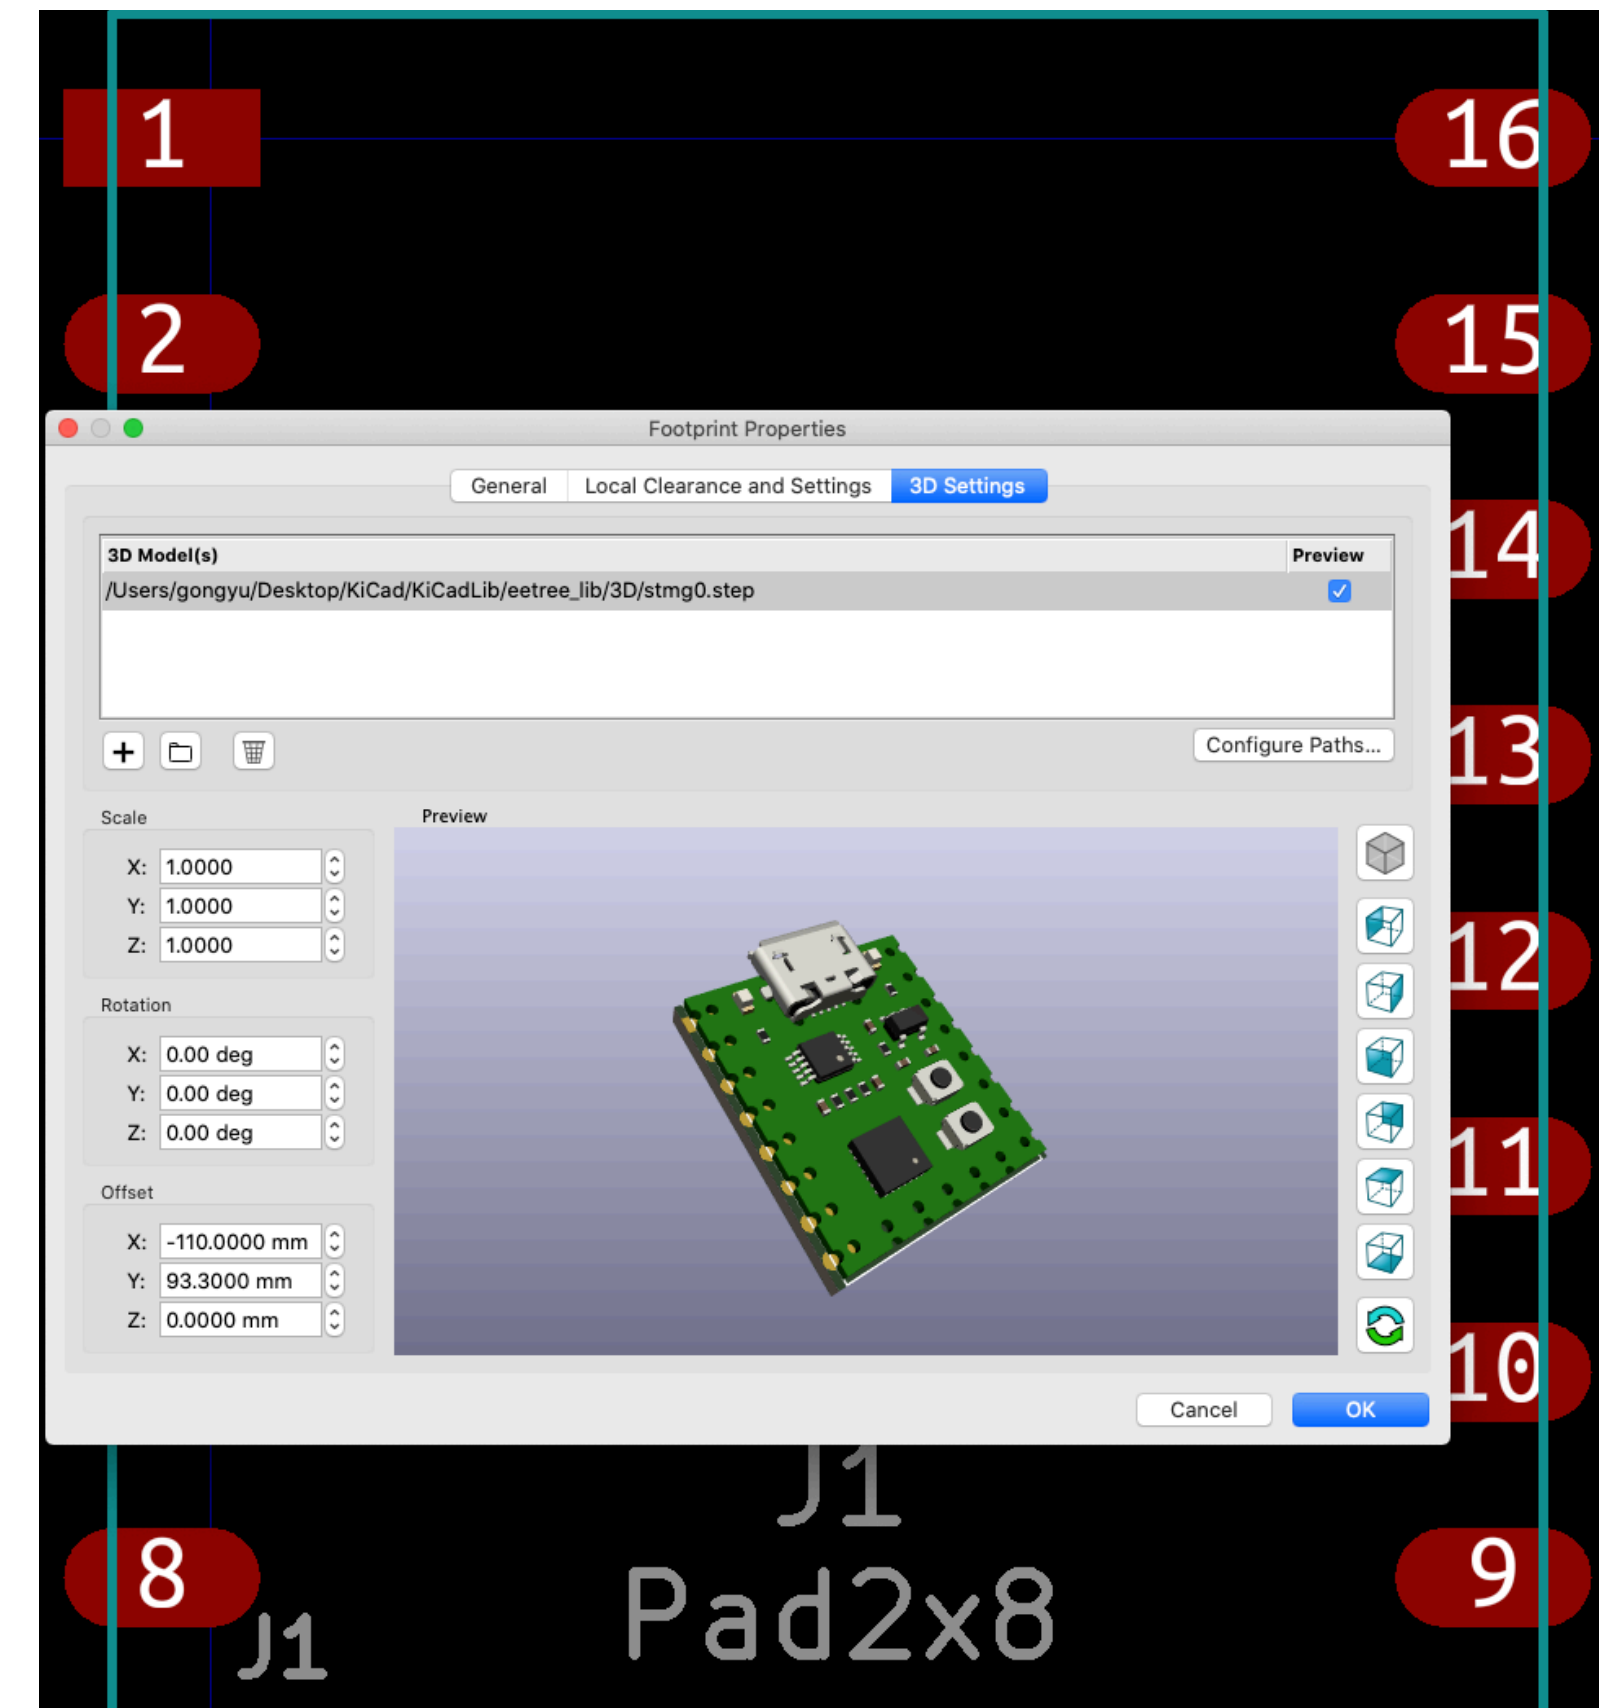 1 16
2 15
Footprint Properties
General Local Clearance and Settings 3D Settings
14
3D Model(s) Preview
/Users/gongyu/Desktop/KiCad/KiCadLib/eetree_lib/3D/stmg0.step
13
+ Configure Paths...
Scale Preview
X: 1.0000
Y: 1.0000
Z: 1.0000
12
Rotation
X: 0.00 deg
Y: 0.00 deg
Z: 0.00 deg
11
Offset
X: -110.0000 mm
Y: 93.3000 mm
Z: 0.0000 mm
10
Cancel OK
J1
8 9
Pad2x8
J1